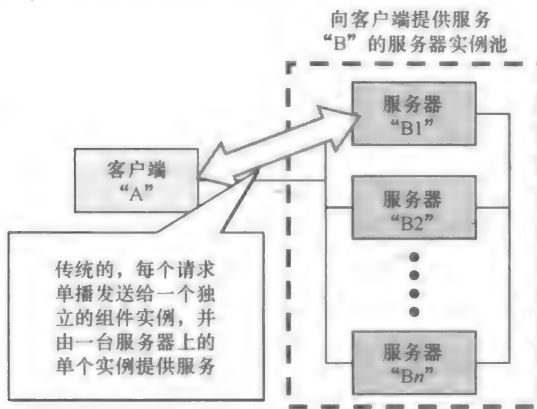 向客户端提供服务
“B”的服务器实例池
服务器
“B1”
客户端
“A”
服务器
“B2”
传统的，每个请求
单播发送给一个独
立的组件实例，并
由一台服务器上的
单个实例提供服务
服务器
“Bn”